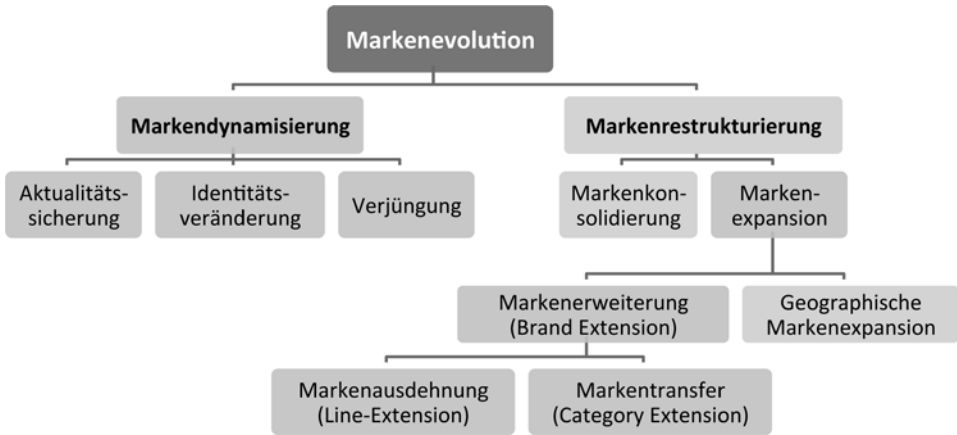 Markenevolution
Markendynamisierung
Markenrestrukturierung
Aktualitäts-
sicherung
Identitäts-
veränderung
Verjüngung
Markenkon-
solidierung
Marken-
expansion
Markenerweiterung
(Brand Extension)
Geographische
Markenexpansion
Markenausdehnung
(Line-Extension)
Markentransfer
(Category Extension)